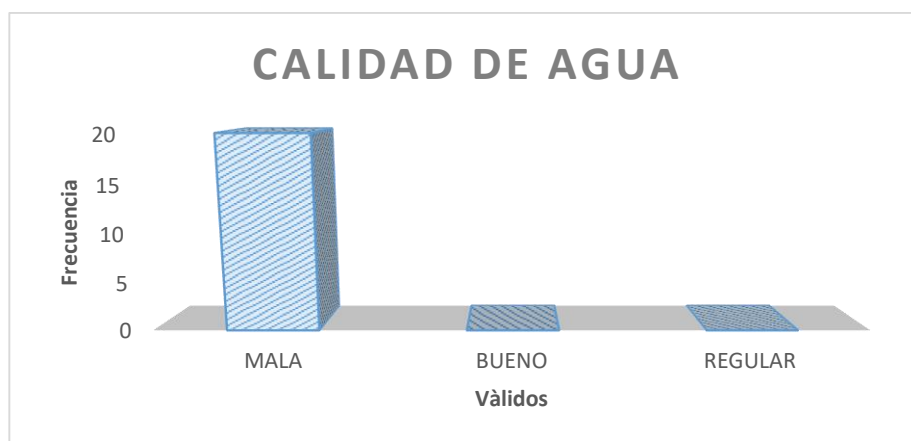 CALIDAD DE AGUA
20
15
10
5
0
Frecuencia
MALA BUENO REGULAR
Vàlidos